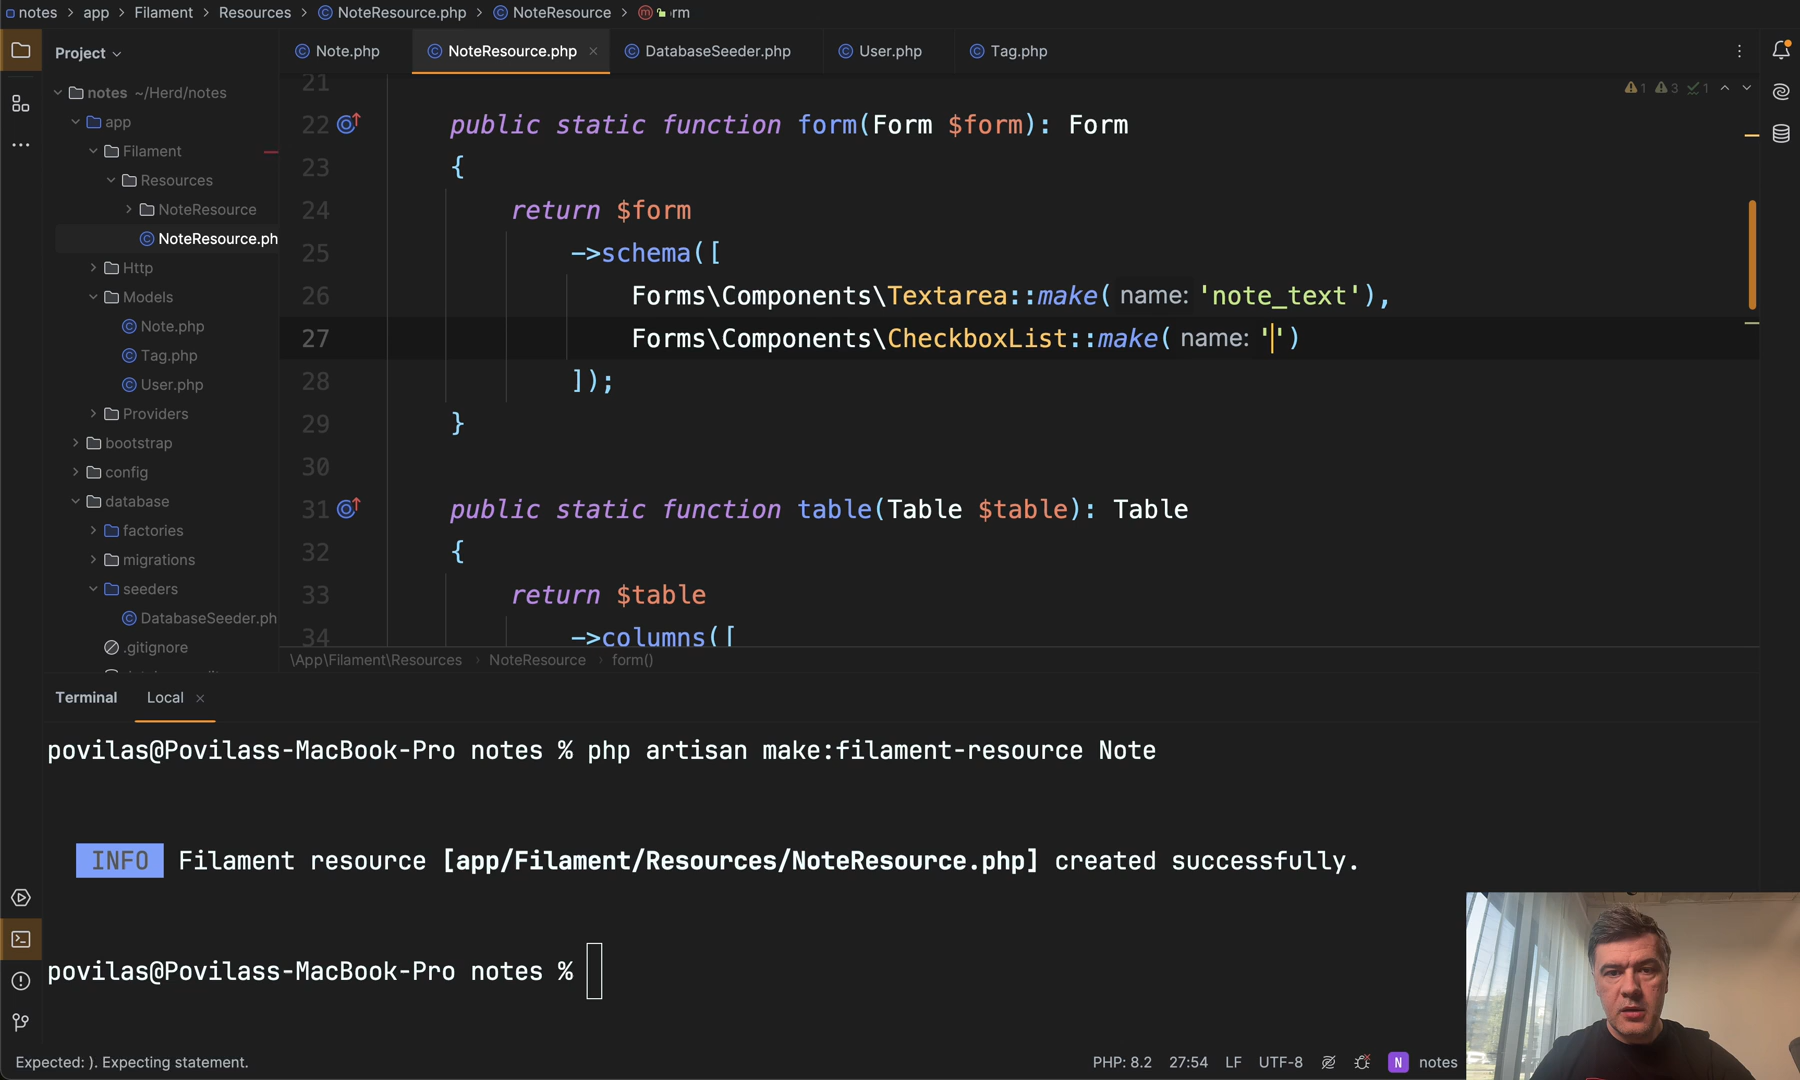 notes > app > Filament > Resources > NoteResource.php > NoteResource > rm
Project
Note.php
NoteResource.php
DatabaseSeeder.php
User.php
Tag.php
notes ~/Herd/notes
app
Filament
Resources
NoteResource
NoteResource.ph
Http
Models
Note.php
Tag.php
User.php
Providers
bootstrap
config
database
factories
migrations
seeders
DatabaseSeeder.ph
.gitignore
1 3 1
21
22 public static function form(Form $form): Form
23 {
24 return $form
25 ->schema([
26 Forms\Components\Textarea::make( name: 'note_text'),
27 Forms\Components\CheckboxList::make( name: '')
28 ]);
29 }
30
31 public static function table(Table $table): Table
32 {
33 return $table
34 ->columns([
\App\Filament\Resources > NoteResource > form()
Terminal
Local
povilas@Povilass-MacBook-Pro notes % php artisan make:filament-resource Note
INFO Filament resource [app/Filament/Resources/NoteResource.php] created successfully.
povilas@Povilass-MacBook-Pro notes %
Expected: ). Expecting statement.
PHP: 8.2
27:54
LF
UTF-8
N notes